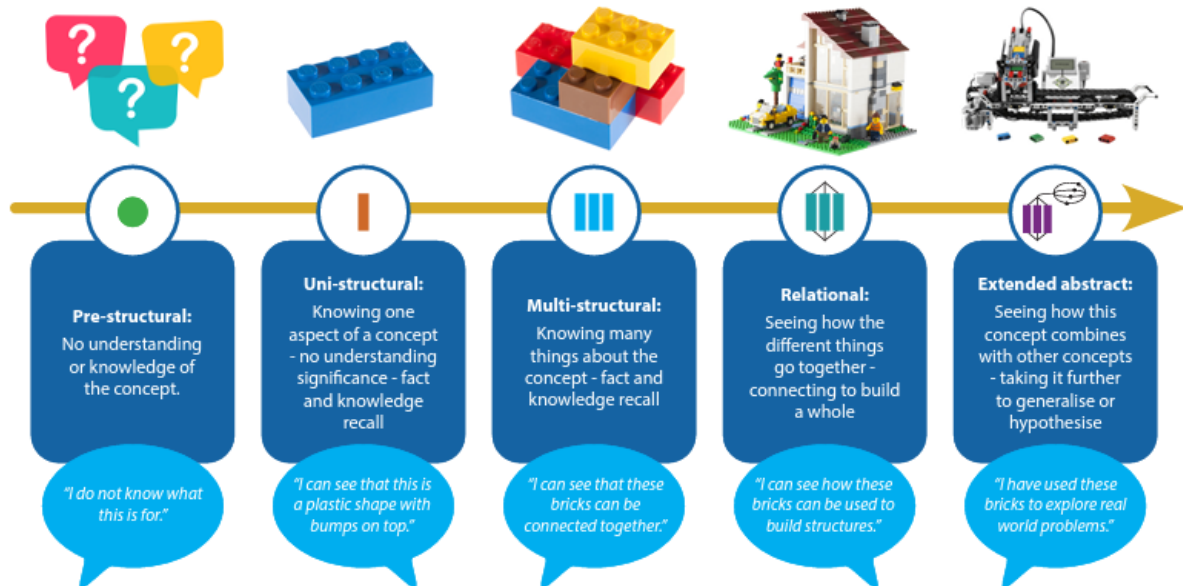 ? ? ?
Pre-structural:
No understanding
or knowledge of
the concept.
"I do not know what
this is for."
Uni-structural:
Knowing one
aspect of a concept
- no understanding
significance - fact
and knowledge
recall
"I can see that this is
a plastic shape with
bumps on top."
Multi-structural:
Knowing many
things about the
concept - fact and
knowledge recall
"I can see that these
bricks can be
connected together."
Relational:
Seeing how the
different things
go together -
connecting to build
a whole
"I can see how these
bricks can be used to
build structures."
Extended abstract:
Seeing how this
concept combines
with other concepts
- taking it further
to generalise or
hypothesise
"I have used these
bricks to explore real
world problems."